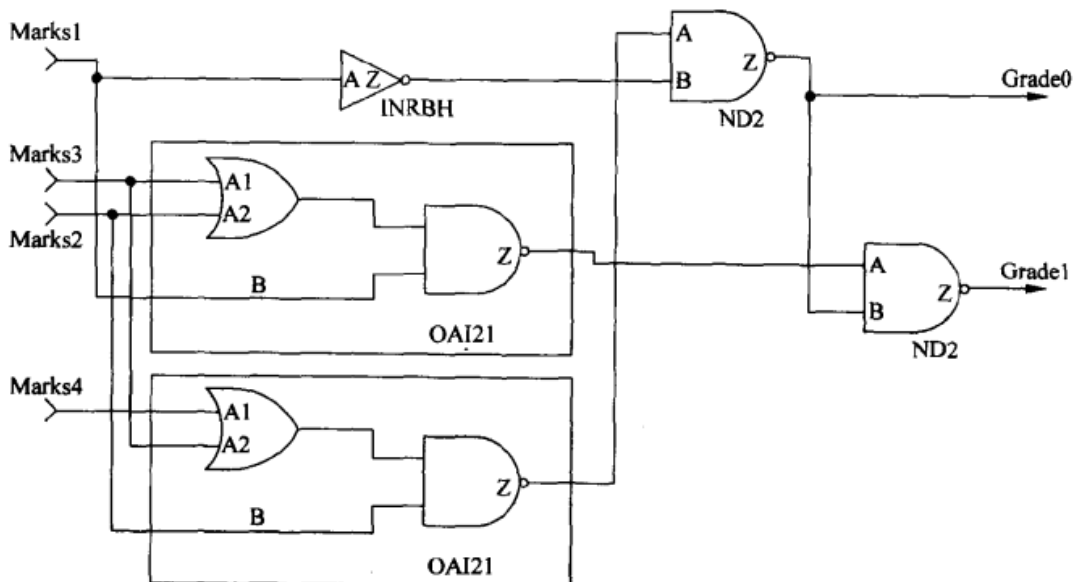 Marks1
A Z
INRBH
A
B
Z
ND2
Grade0
Marks3
Marks2
A1
A2
B
Z
OAI21
A
B
Z
ND2
Grade1
Marks4
A1
A2
B
Z
OAI21